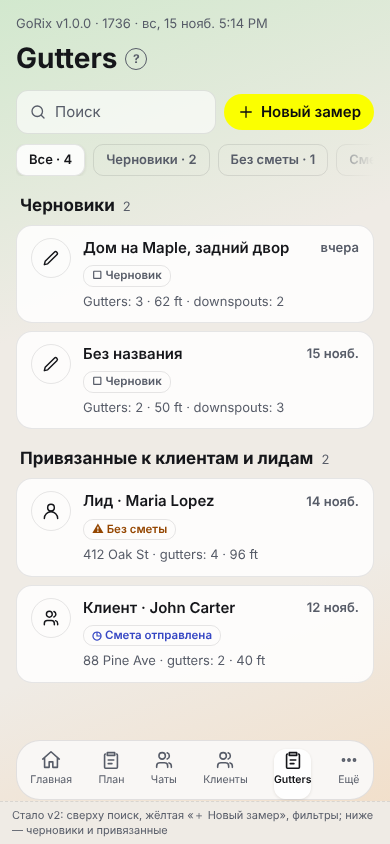 GoRix v1.0.0 · 1736 · вс, 15 нояб. 5:14 PM
Gutters ?
Поиск
+ Новый замер
Все · 4
Черновики · 2
Без сметы · 1
Черновики 2
Дом на Maple, задний двор
вчера
☐ Черновик
Gutters: 3 · 62 ft · downspouts: 2
Без названия
15 нояб.
☐ Черновик
Gutters: 2 · 50 ft · downspouts: 3
Привязанные к клиентам и лидам 2
Лид · Maria Lopez
14 нояб.
⚠ Без сметы
412 Oak St · gutters: 4 · 96 ft
Клиент · John Carter
12 нояб.
◷ Смета отправлена
88 Pine Ave · gutters: 2 · 40 ft
Главная
План
Чаты
Клиенты
Gutters
Ещё
Стало v2: сверху поиск, жёлтая «+ Новый замер», фильтры; ниже
— черновики и привязанные